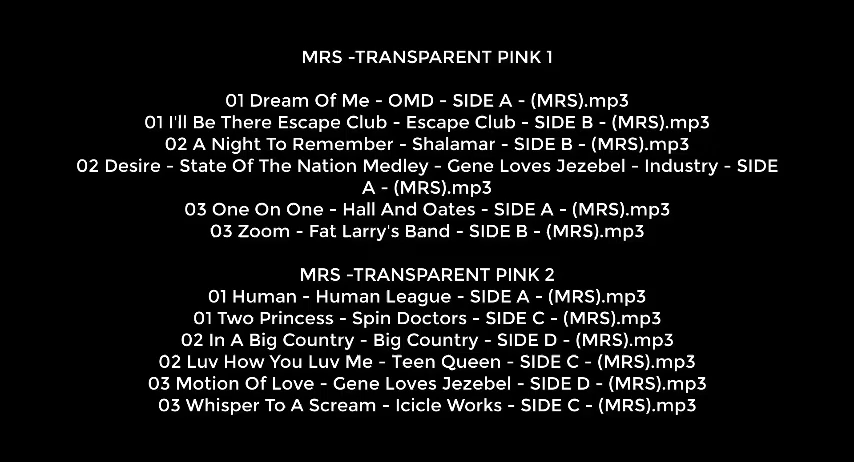 MRS -TRANSPARENT PINK 1
01 Dream Of Me - OMD - SIDE A - (MRS).mp3
01 I'll Be There Escape Club - Escape Club - SIDE B - (MRS).mp3
02 A Night To Remember - Shalamar - SIDE B - (MRS).mp3
02 Desire - State Of The Nation Medley - Gene Loves Jezebel - Industry - SIDE
A - (MRS).mp3
03 One On One - Hall And Oates - SIDE A - (MRS).mp3
03 Zoom - Fat Larry's Band - SIDE B - (MRS).mp3
MRS -TRANSPARENT PINK 2
01 Human - Human League - SIDE A - (MRS).mp3
01 Two Princess - Spin Doctors - SIDE C - (MRS).mp3
02 In A Big Country - Big Country - SIDE D - (MRS).mp3
02 Luv How You Luv Me - Teen Queen - SIDE C - (MRS).mp3
03 Motion Of Love - Gene Loves Jezebel - SIDE D - (MRS).mp3
03 Whisper To A Scream - Icicle Works - SIDE C - (MRS).mp3